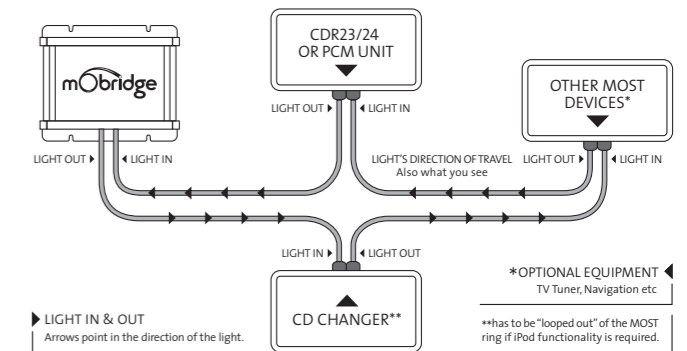 mObridge
CDR23/24
OR PCM UNIT
OTHER MOST
DEVICES*
LIGHT OUT
LIGHT IN
LIGHT OUT
LIGHT IN
LIGHT'S DIRECTION OF TRAVEL
Also what you see
LIGHT OUT
LIGHT IN
LIGHT IN
LIGHT OUT
CD CHANGER**
*OPTIONAL EQUIPMENT
TV Tuner, Navigation etc
LIGHT IN & OUT
Arrows point in the direction of the light.
**has to be "looped out" of the MOST
ring if iPod functionality is required.